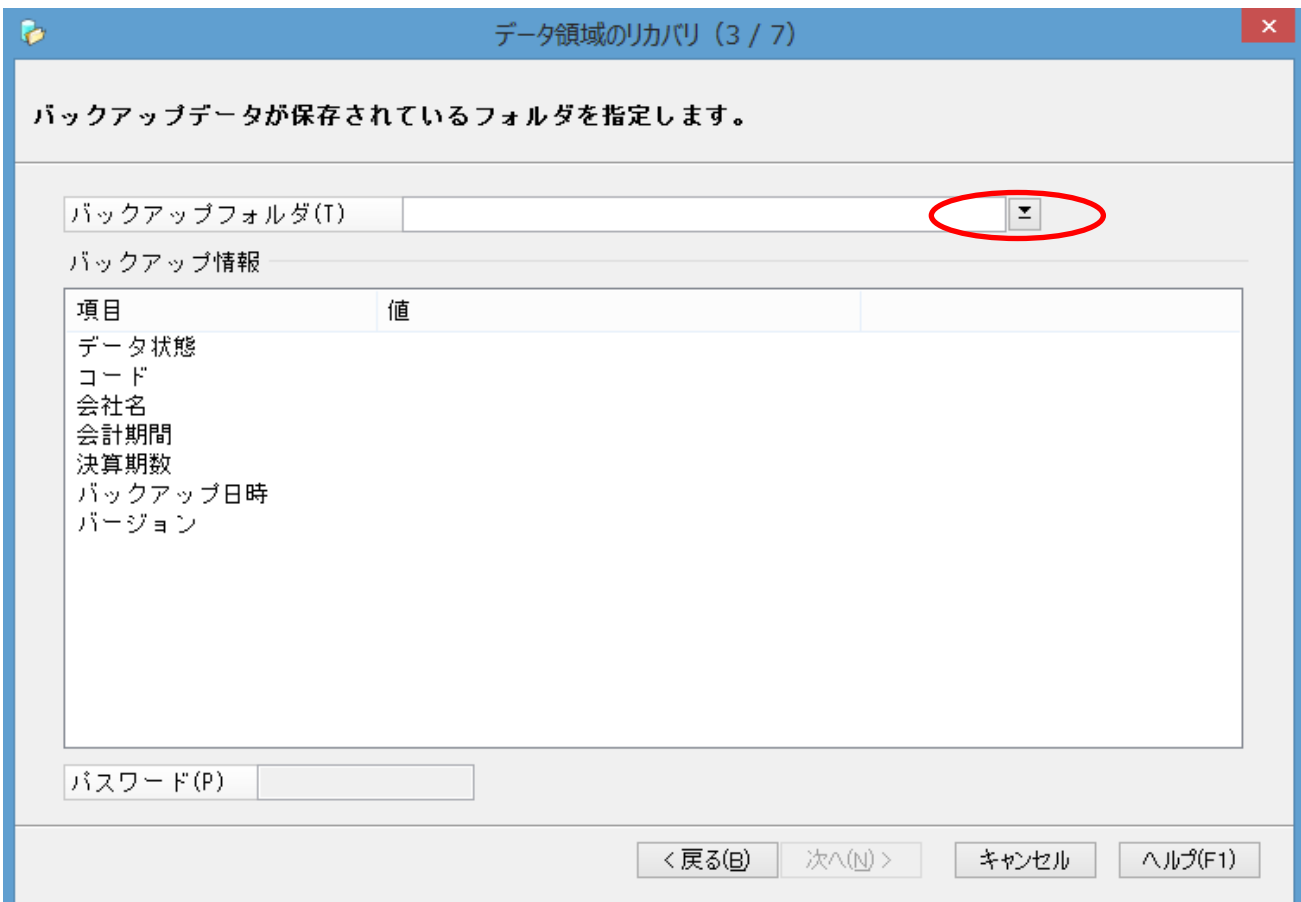 データ領域のリカバリ（3 / 7）
バックアップデータが保存されているフォルダを指定します。
バックアップフォルダ(T)
バックアップ情報
項目 値
データ状態
コード
会社名
会計期間
決算期数
バックアップ日時
バージョン
パスワード(P)
< 戻る(B) 次へ(N) > キャンセル ヘルプ(F1)